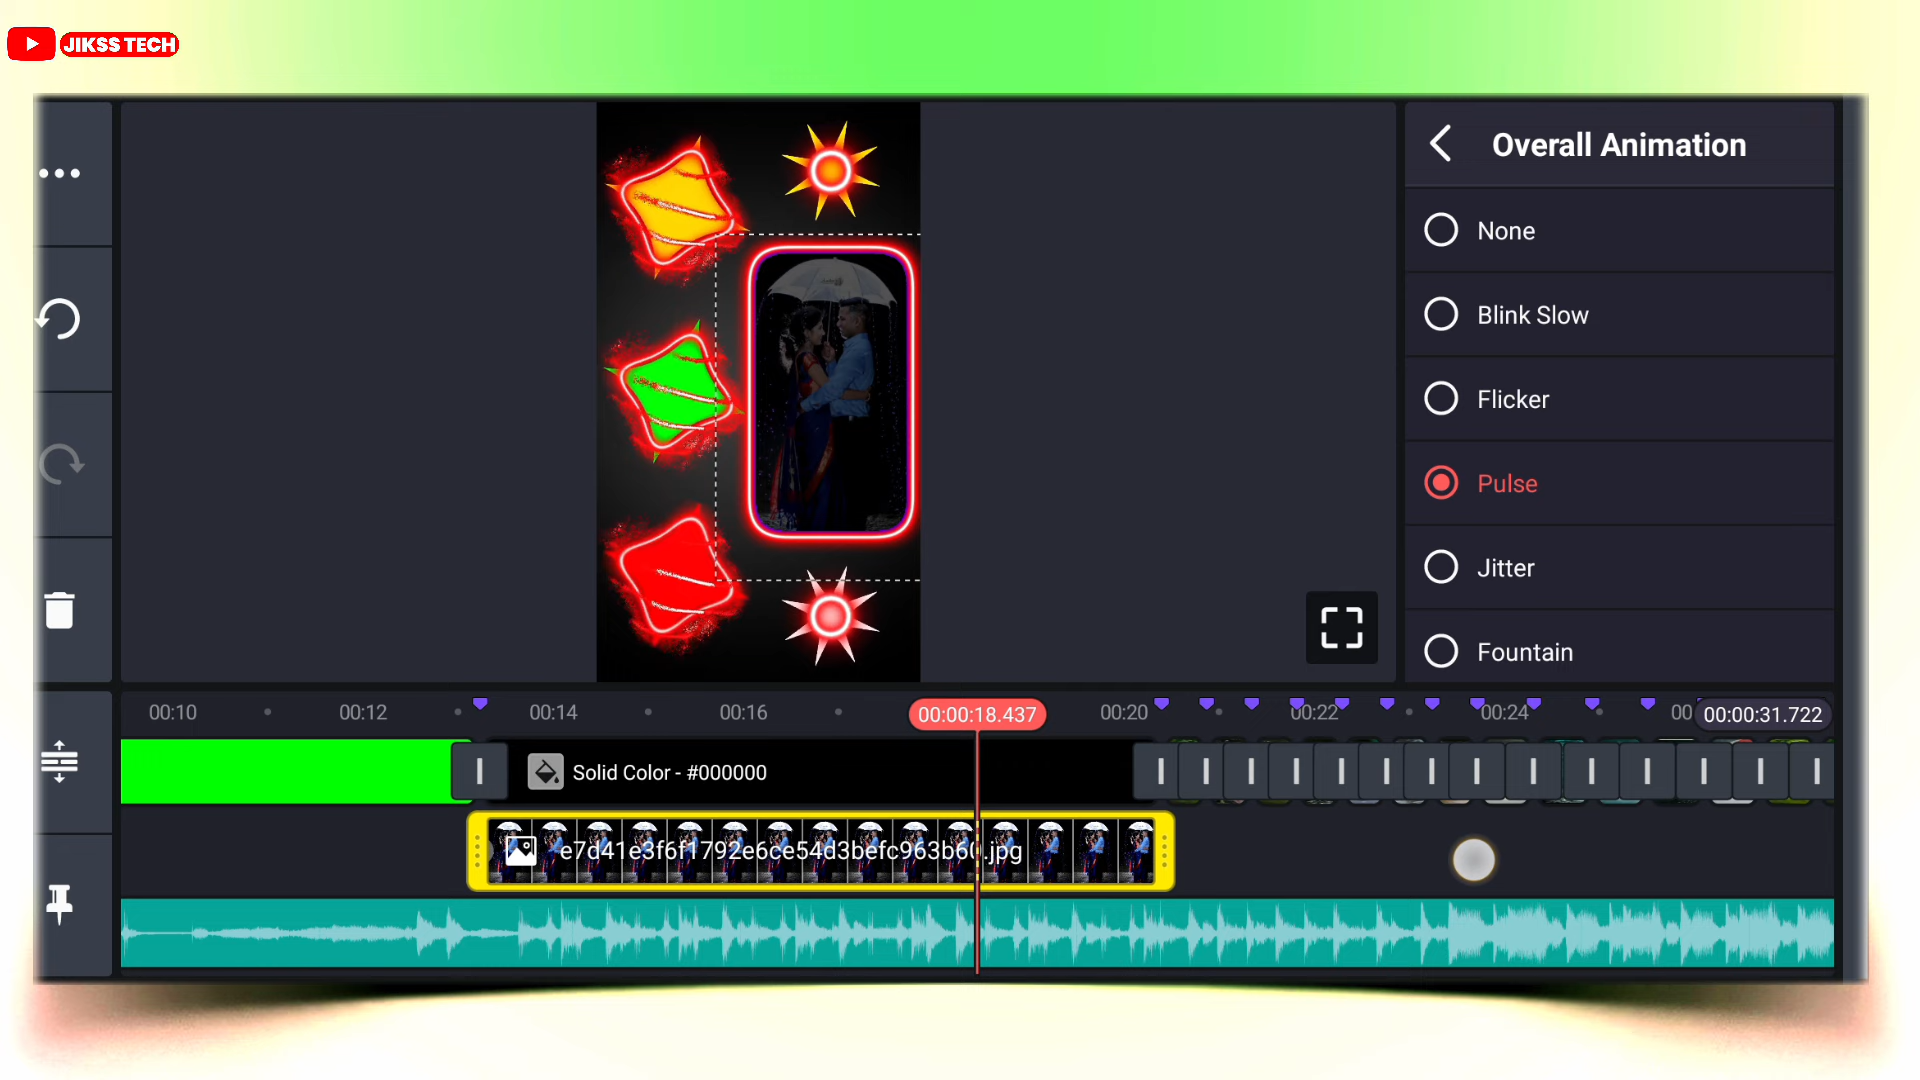 JIKSS TECH
Overall Animation
None
Blink Slow
Flicker
Pulse
Jitter
Fountain
00:10
00:12
00:14
00:16
00:00:18.437
00:20
00:22
00:24
00
00:00:31.722
Solid Color - #000000
e7d41e3f6f1792e6ce54d3befc963b60.jpg